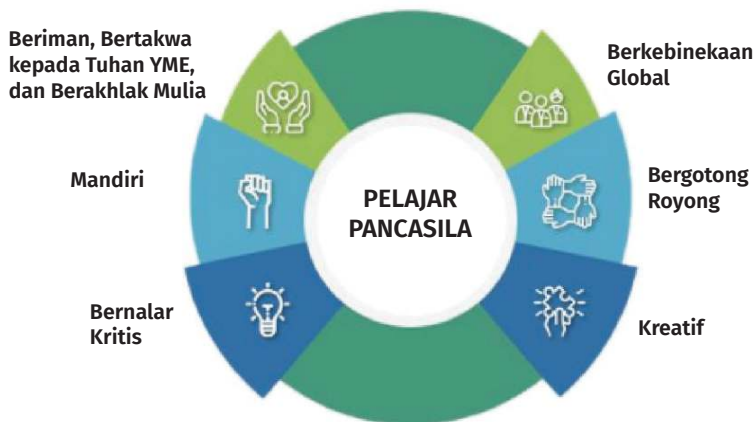 Beriman, Bertakwa
kepada Tuhan YME,
dan Berakhlak Mulia
Berkebinekaan
Global
Mandiri
PELAJAR
PANCASILA
Bergotong
Royong
Bernalar
Kritis
Kreatif